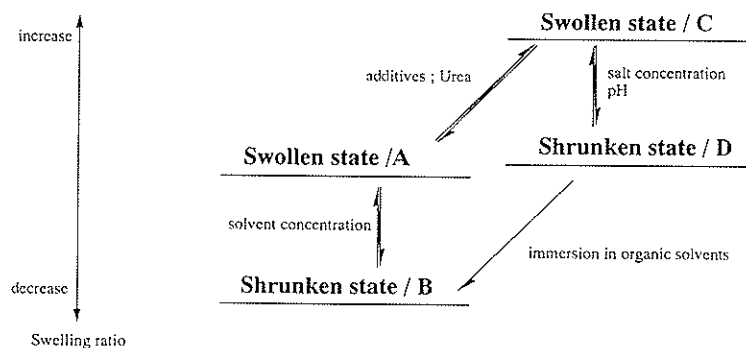 Swollen state / C
increase
additives ; Urea
salt concentration
pH
Swollen state /A
Shrunken state / D
solvent concentration
immersion in organic solvents
Shrunken state / B
decrease
Swelling ratio